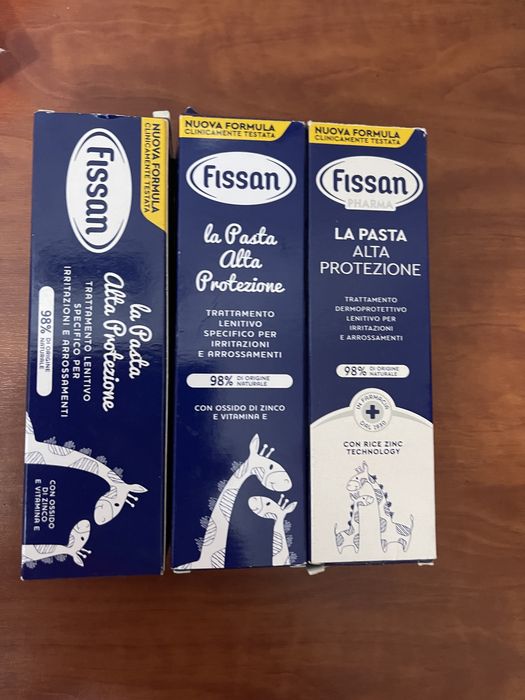 NUOVA FORMULA
CLINICAMENTE TESTATA
Fissan
la Pasta
Alta Protezione
TRATTAMENTO LENITIVO
SPECIFICO PER
IRRITAZIONI E ARROSSAMENTI
98% DI ORIGINE
NATURALE
CON OSSIDO
DI ZINCO
E VITAMINA E
NUOVA FORMULA
CLINICAMENTE TESTATA
Fissan
la Pasta
Alta
Protezione
TRATTAMENTO
LENITIVO
SPECIFICO PER
IRRITAZIONI
E ARROSSAMENTI
98% DI ORIGINE
NATURALE
CON OSSIDO DI ZINCO
E VITAMINA E
NUOVA FORMULA
CLINICAMENTE TESTATA
Fissan
PHARMA
LA PASTA
ALTA
PROTEZIONE
TRATTAMENTO
DERMOPROTETTIVO
LENITIVO PER
IRRITAZIONI
E ARROSSAMENTI
98% DI ORIGINE
NATURALE
IN FARMACIA
DAL 1930
CON RICE ZINC
TECHNOLOGY